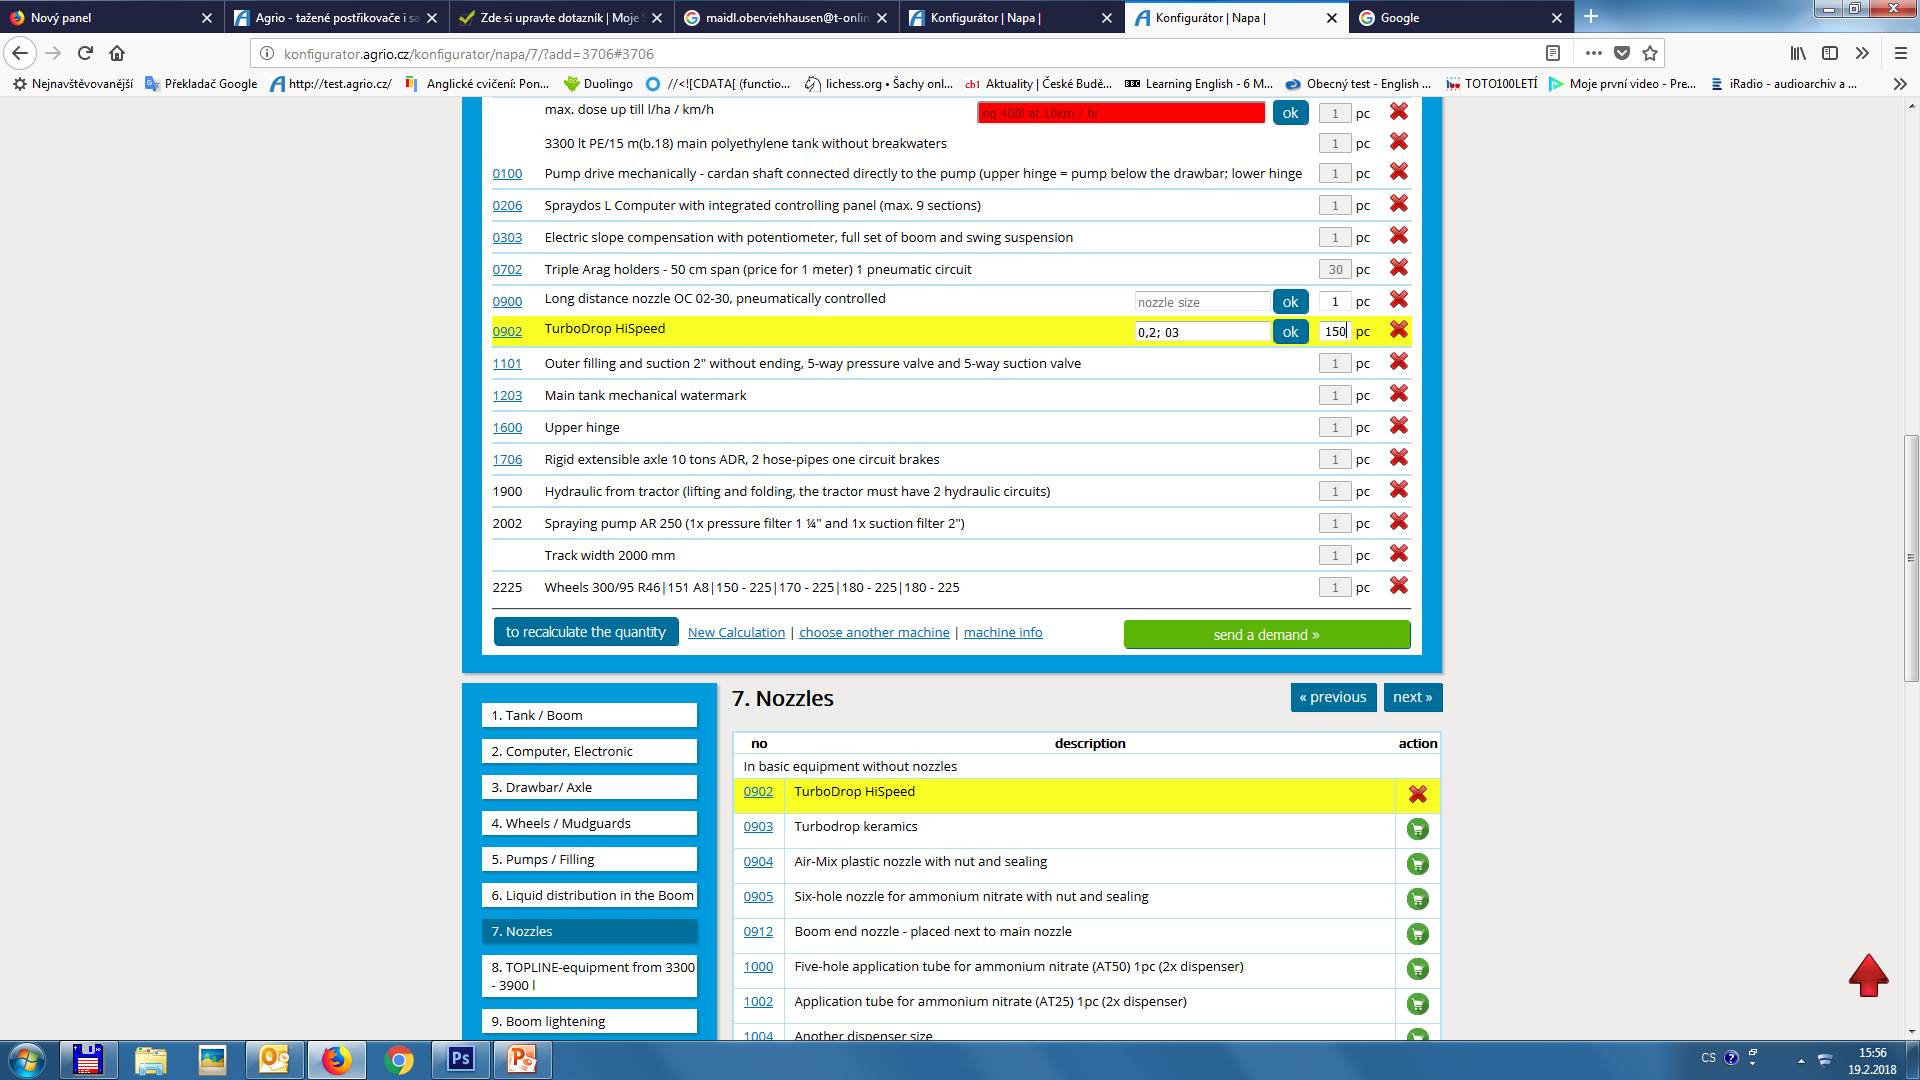 Nový panel
Agrio - tažené postřikovače i sa
Zde si upravte dotazník | Moje
maidl.oberviehhausen@t-onlin
Konfigurátor | Napa |
Konfigurátor | Napa |
Google
konfigurator.agrio.cz/konfigurator/napa/7/?add=3706#3706
Nejnavštěvovanější
Překladač Google
http://test.agrio.cz/
Anglické cvičení: Pon...
Duolingo
//<![CDATA[ (functio...
lichess.org • Šachy onl...
cb1 Aktuality | České Budě...
BBC Learning English - 6 M...
Obecný test - English ...
TOTO100LETÍ
Moje první video - Pre...
iRadio - audioarchiv a ...
max. dose up till l/ha / km/h eg 400l at 10km / hr ok 1 pc
3300 lt PE/15 m(b.18) main polyethylene tank without breakwaters 1 pc
0100 Pump drive mechanically - cardan shaft connected directly to the pump (upper hinge = pump below the drawbar; lower hinge 1 pc
0206 Spraydos L Computer with integrated controlling panel (max. 9 sections) 1 pc
0303 Electric slope compensation with potentiometer, full set of boom and swing suspension 1 pc
0702 Triple Arag holders - 50 cm span (price for 1 meter) 1 pneumatic circuit 30 pc
0900 Long distance nozzle OC 02-30, pneumatically controlled nozzle size ok 1 pc
0902 TurboDrop HiSpeed 0,2; 03 ok 150 pc
1101 Outer filling and suction 2" without ending, 5-way pressure valve and 5-way suction valve 1 pc
1203 Main tank mechanical watermark 1 pc
1600 Upper hinge 1 pc
1706 Rigid extensible axle 10 tons ADR, 2 hose-pipes one circuit brakes 1 pc
1900 Hydraulic from tractor (lifting and folding, the tractor must have 2 hydraulic circuits) 1 pc
2002 Spraying pump AR 250 (1x pressure filter 1 ¼" and 1x suction filter 2") 1 pc
Track width 2000 mm 1 pc
2225 Wheels 300/95 R46|151 A8|150 - 225|170 - 225|180 - 225|180 - 225 1 pc
to recalculate the quantity New Calculation | choose another machine | machine info send a demand »
1. Tank / Boom
2. Computer, Electronic
3. Drawbar/ Axle
4. Wheels / Mudguards
5. Pumps / Filling
6. Liquid distribution in the Boom
7. Nozzles
8. TOPLINE-equipment from 3300
- 3900 l
9. Boom lightening
7. Nozzles
« previous next »
no description action
In basic equipment without nozzles
0902 TurboDrop HiSpeed
0903 Turbodrop keramics
0904 Air-Mix plastic nozzle with nut and sealing
0905 Six-hole nozzle for ammonium nitrate with nut and sealing
0912 Boom end nozzle - placed next to main nozzle
1000 Five-hole application tube for ammonium nitrate (AT50) 1pc (2x dispenser)
1002 Application tube for ammonium nitrate (AT25) 1pc (2x dispenser)
1004 Another dispenser size
Ps
CS
15:56
19.2.2018